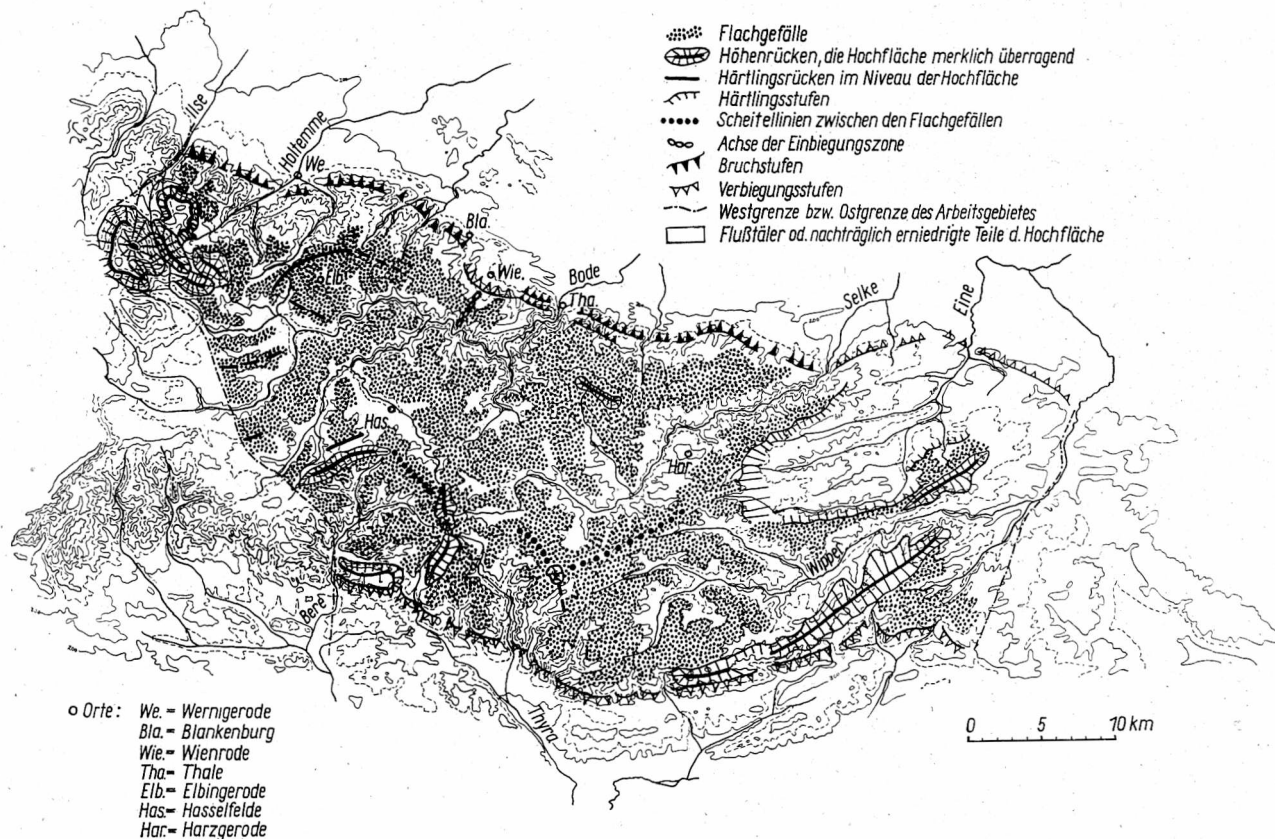 Flachgefälle
Höhenrücken, die Hochfläche merklich überragend
Härtlingsrücken im Niveau der Hochfläche
Härtlingsstufen
Scheitellinien zwischen den Flachgefällen
Achse der Einbiegungszone
Bruchstufen
Verbiegungsstufen
Westgrenze bzw. Ostgrenze des Arbeitsgebietes
Flußtäler od. nachträglich erniedrigte Teile d. Hochfläche
Ilse
Holtemme
We.
Bla.
Wie.
Bode
Tha.
Selke
Eine
Elb.
Has.
Har.
Wipper
Bere
Thyra
0 5 10 km
Orte: We. = Wernigerode
Bla. = Blankenburg
Wie. = Wienrode
Tha. = Thale
Elb. = Elbingerode
Has. = Hasselfelde
Har. = Harzgerode